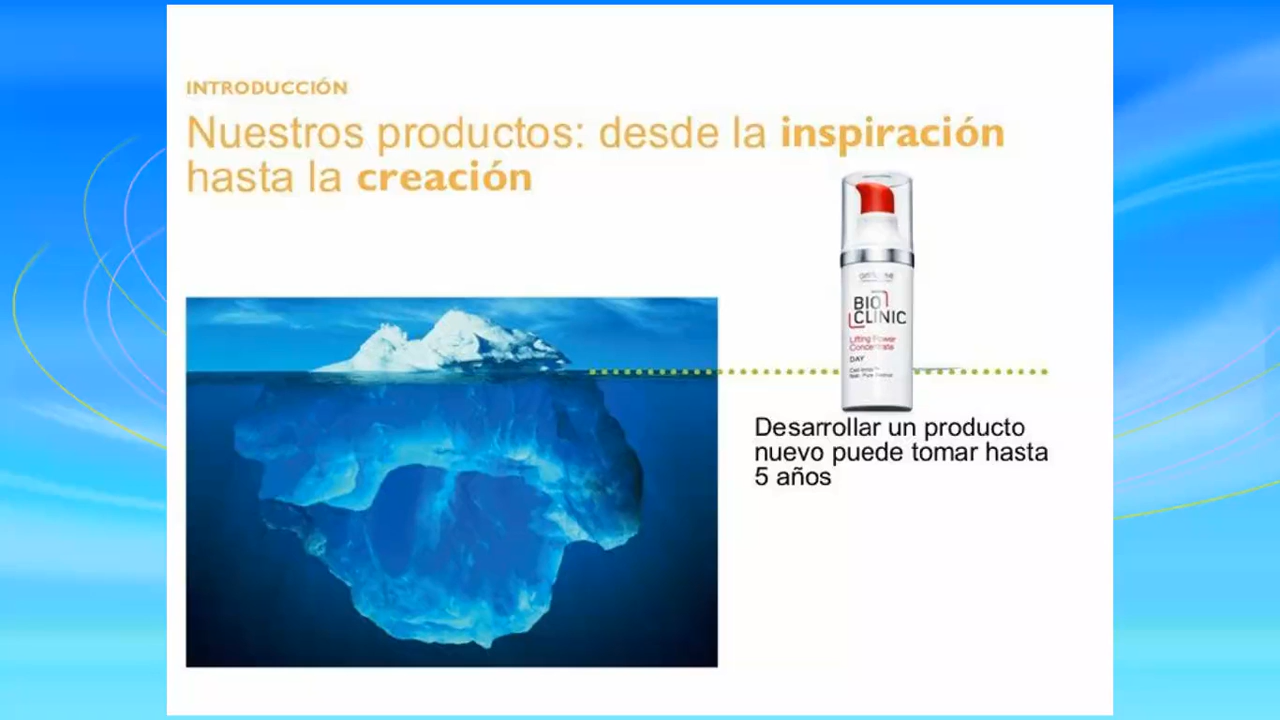 INTRODUCCIÓN
Nuestros productos: desde la inspiración
hasta la creación
BIO
CLINIC
Lifting Power
Concentrate
DAY
Desarrollar un producto
nuevo puede tomar hasta
5 años